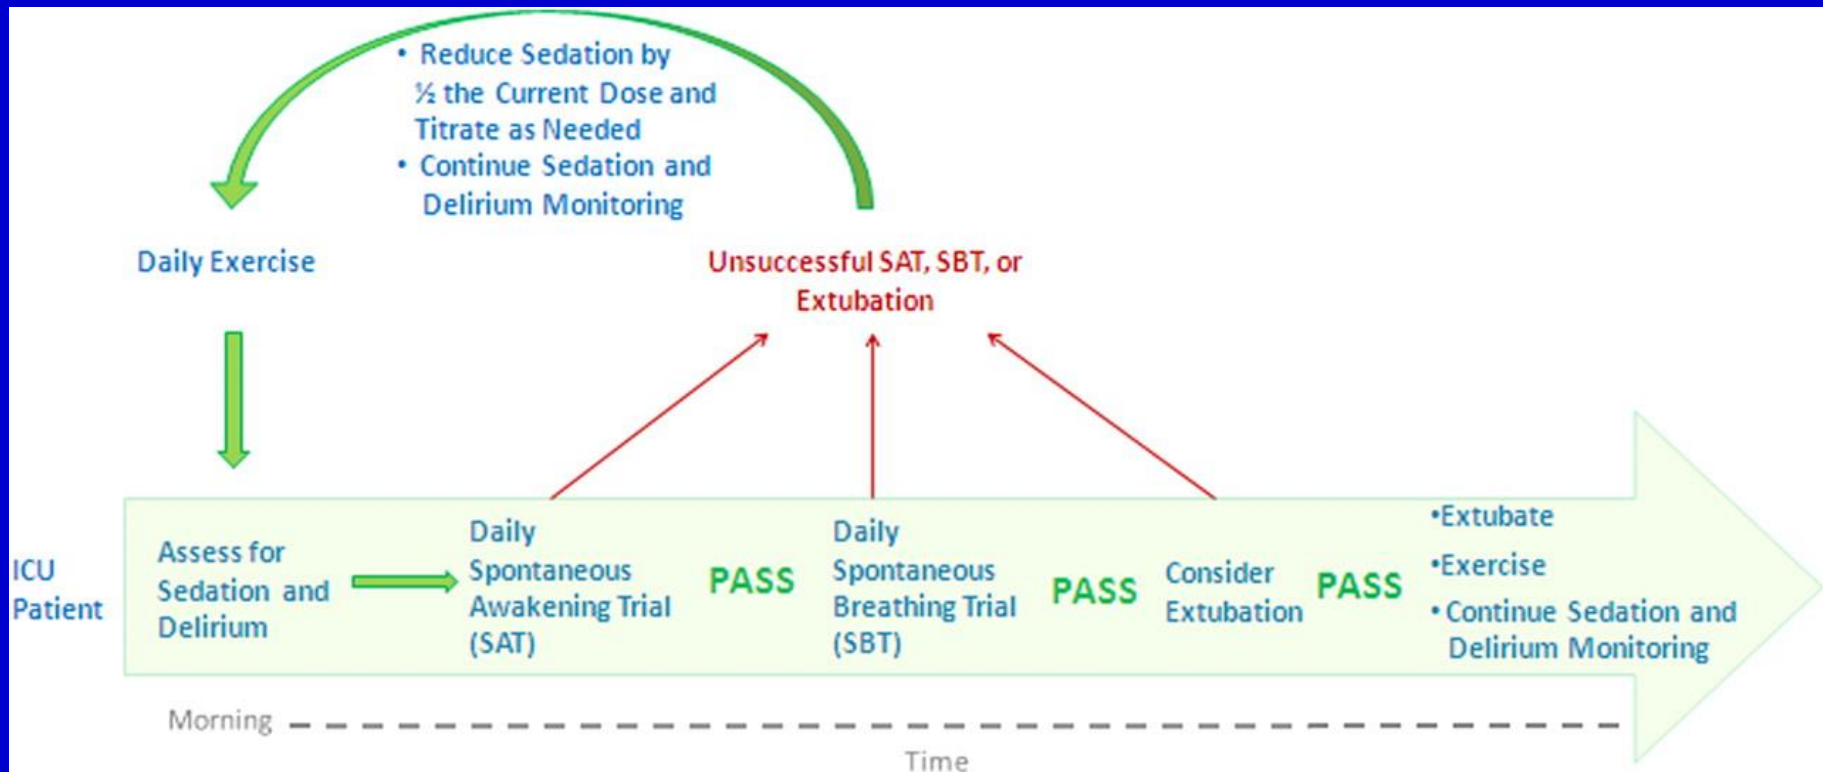 • Reduce Sedation by
½ the Current Dose and
Titrate as Needed
• Continue Sedation and
Delirium Monitoring
Daily Exercise
Unsuccessful SAT, SBT, or
Extubation
ICU
Patient
Assess for
Sedation and
Delirium
Daily
Spontaneous
Awakening Trial
(SAT)
PASS
Daily
Spontaneous
Breathing Trial
(SBT)
PASS
Consider
Extubation
PASS
•Extubate
•Exercise
•Continue Sedation and
Delirium Monitoring
Morning
Time